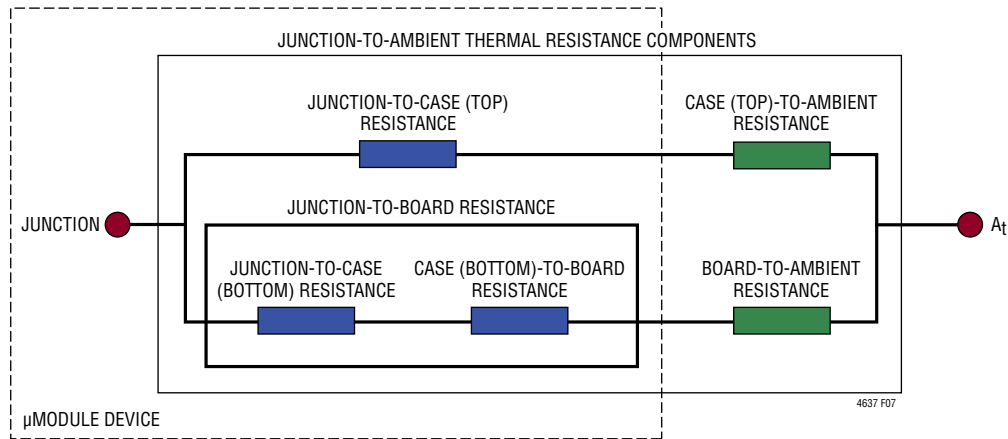 JUNCTION-TO-AMBIENT THERMAL RESISTANCE COMPONENTS
JUNCTION-TO-CASE (TOP)
RESISTANCE
CASE (TOP)-TO-AMBIENT
RESISTANCE
JUNCTION
JUNCTION-TO-BOARD RESISTANCE
At
JUNCTION-TO-CASE
(BOTTOM) RESISTANCE
CASE (BOTTOM)-TO-BOARD
RESISTANCE
BOARD-TO-AMBIENT
RESISTANCE
4637 F07
µMODULE DEVICE